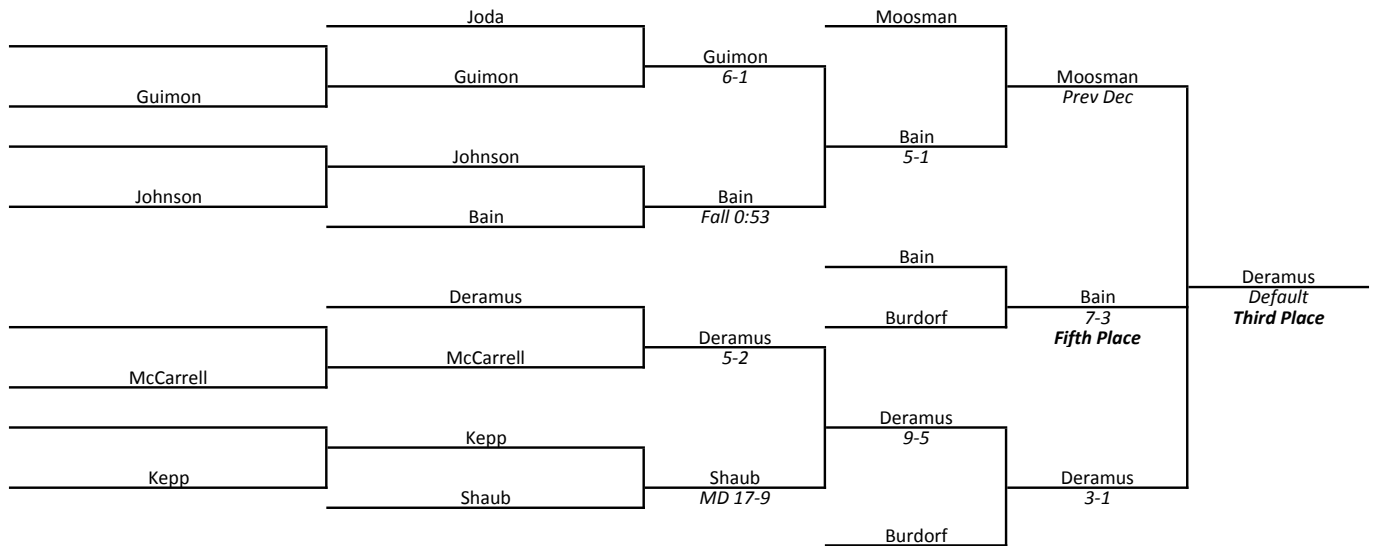 Joda
Moosman
Guimon
6-1
Guimon
Moosman
Prev Dec
Guimon
Johnson
Bain
5-1
Johnson
Bain
Fall 0:53
Bain
Bain
Deramus
Default
Third Place
Deramus
Bain
7-3
Fifth Place
Burdorf
Deramus
5-2
McCarrell
McCarrell
Deramus
9-5
Kepp
Kepp
Shaub
MD 17-9
Deramus
3-1
Shaub
Burdorf